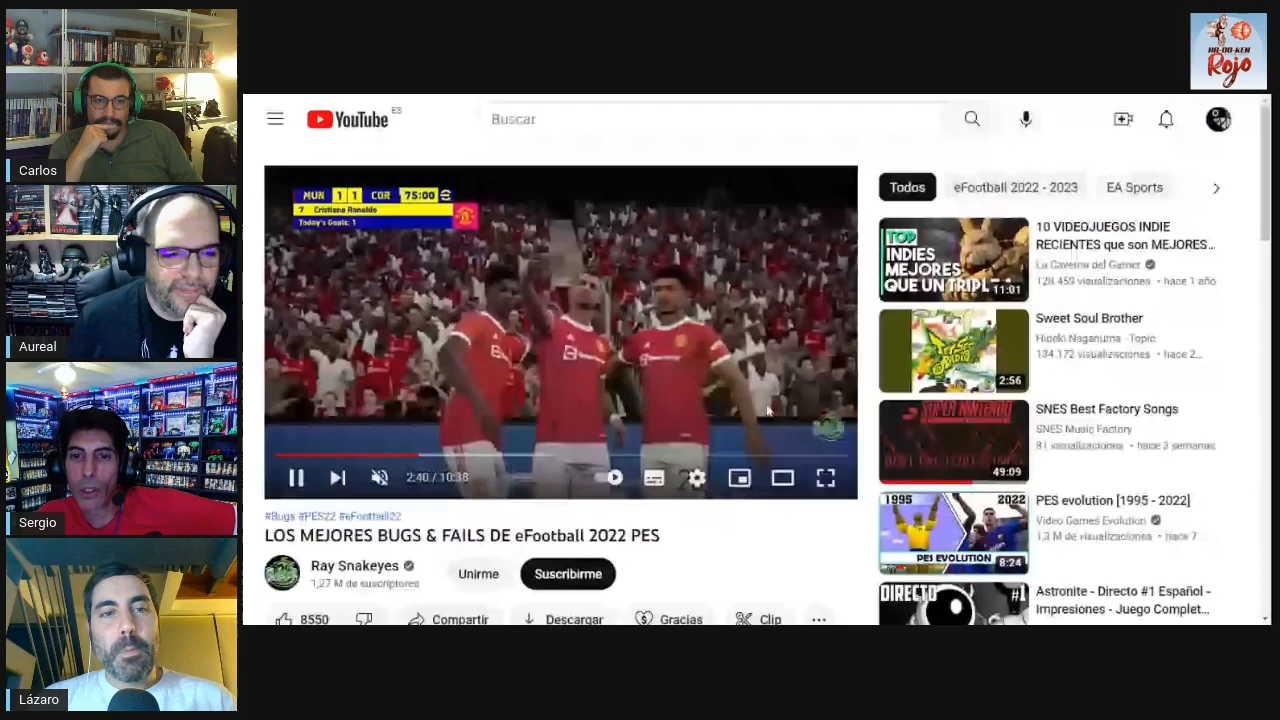 Carlos
Aureal
RIPTIDE
Sergio
Lázaro
HA-DO-KEN
Rojo
YouTube ES
Buscar
MUN 1 1 COR 75:00
7 Cristiano Ronaldo
Today's Goals: 1
2:40 / 10:38
#Bugs #PES22 #eFootball22
LOS MEJORES BUGS & FAILS DE eFootball 2022 PES
Ray Snakeyes
1,27 M de suscriptores
Unirme
Suscribirme
8550
Compartir
Descargar
Gracias
Clip
Todos
eFootball 2022 - 2023
EA Sports
TOP
INDIES
MEJORES
QUE UN TRIPL
11:01
10 VIDEOJUEGOS INDIE
RECIENTES que son MEJORES...
La Caverna del Gamer
128.459 visualizaciones • hace 1 año
2:56
Sweet Soul Brother
Hideki Naganuma - Topic
134.172 visualizaciones • hace 2...
SUPER NINTENDO
49:09
SNES Best Factory Songs
SNES Music Factory
81 visualizaciones • hace 3 semanas
1995
2022
PES EVOLUTION
8:24
PES evolution [1995 - 2022]
Video Games Evolution
1,3 M de visualizaciones • hace 7
DIRECTO
#1
Astronite - Directo #1 Español -
Impresiones - Juego Complet...